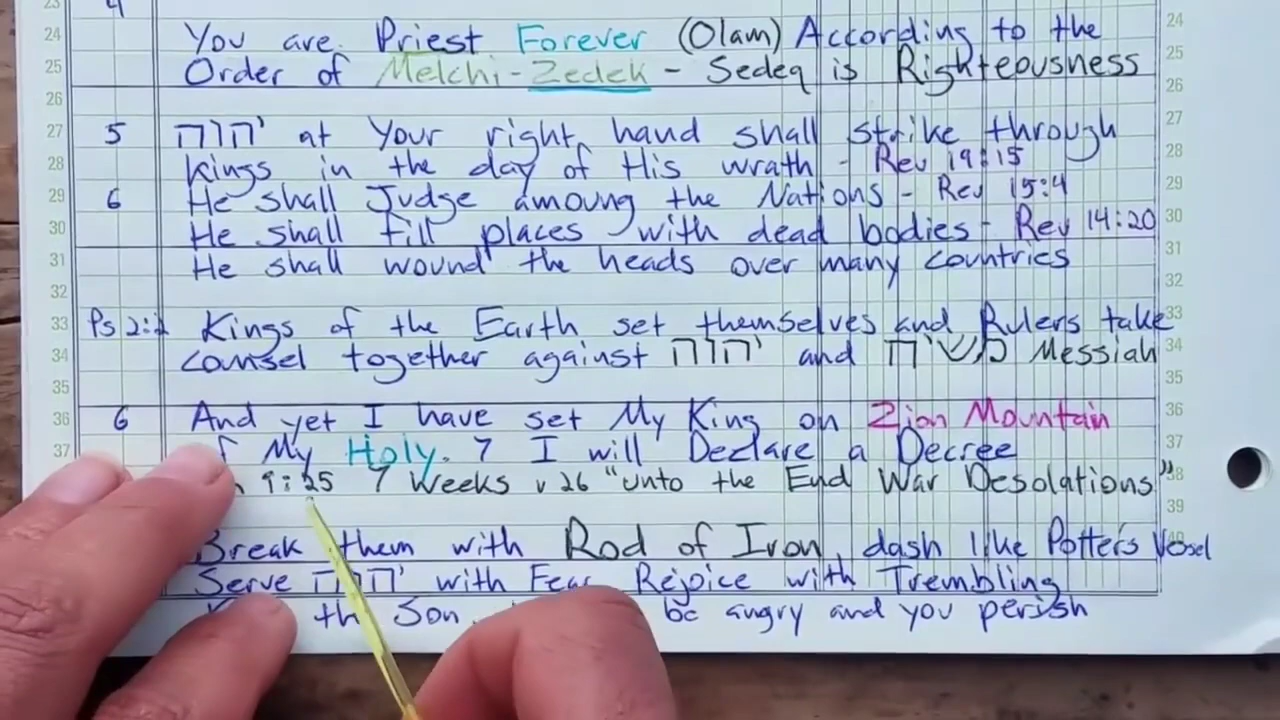 4
You are Priest Forever (Olam) According to the
Order of Melchi-Zedek - Sedeq is Righteousness
5 יהוה at Your right hand shall strike through
kings in the day of His wrath - Rev 19:15
6 He shall Judge amoung the Nations - Rev 15:4
He shall fill places with dead bodies - Rev 14:20
He shall wound the heads over many countries
Ps 2:2 Kings of the Earth set themselves and Rulers take
counsel together against יהוה and משיח Messiah
6 And yet I have set My King on Zion Mountain
of My Holy. 7 I will Declare a Decree
9:25 7 Weeks v 26 "unto the End War Desolations"
Break them with Rod of Iron, dash like Potter's Vessel
Serve יהוה with Fear Rejoice with Trembling
the Son be angry and you perish